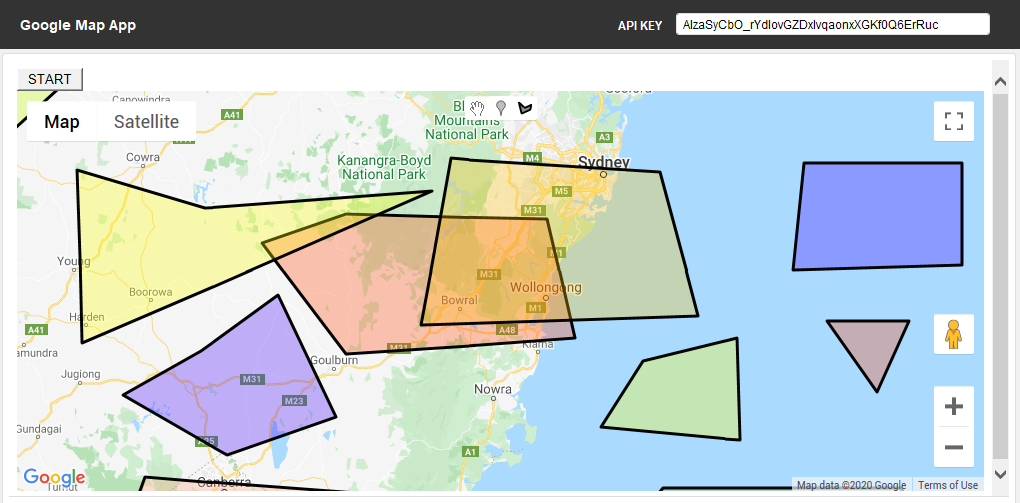 Google Map App
API KEY
AIzaSyCbO_rYdIovGZDxIvqaonxXGKf0Q6ErRuc
START
Canowindra
A41
Map
Satellite
Blue
Mountains
National Park
A3
Cowra
Kanangra-Boyd
National Park
M4
Sydney
M5
M31
Young
Boorowa
M31
Wollongong
Bowral
M1
Harden
A41
A48
M31
Kiama
amundra
Goulburn
Jugiong
M31
Nowra
M23
Gundagai
A25
A1
Canberra
Google
Tumut
Map data ©2020 Google
Terms of Use